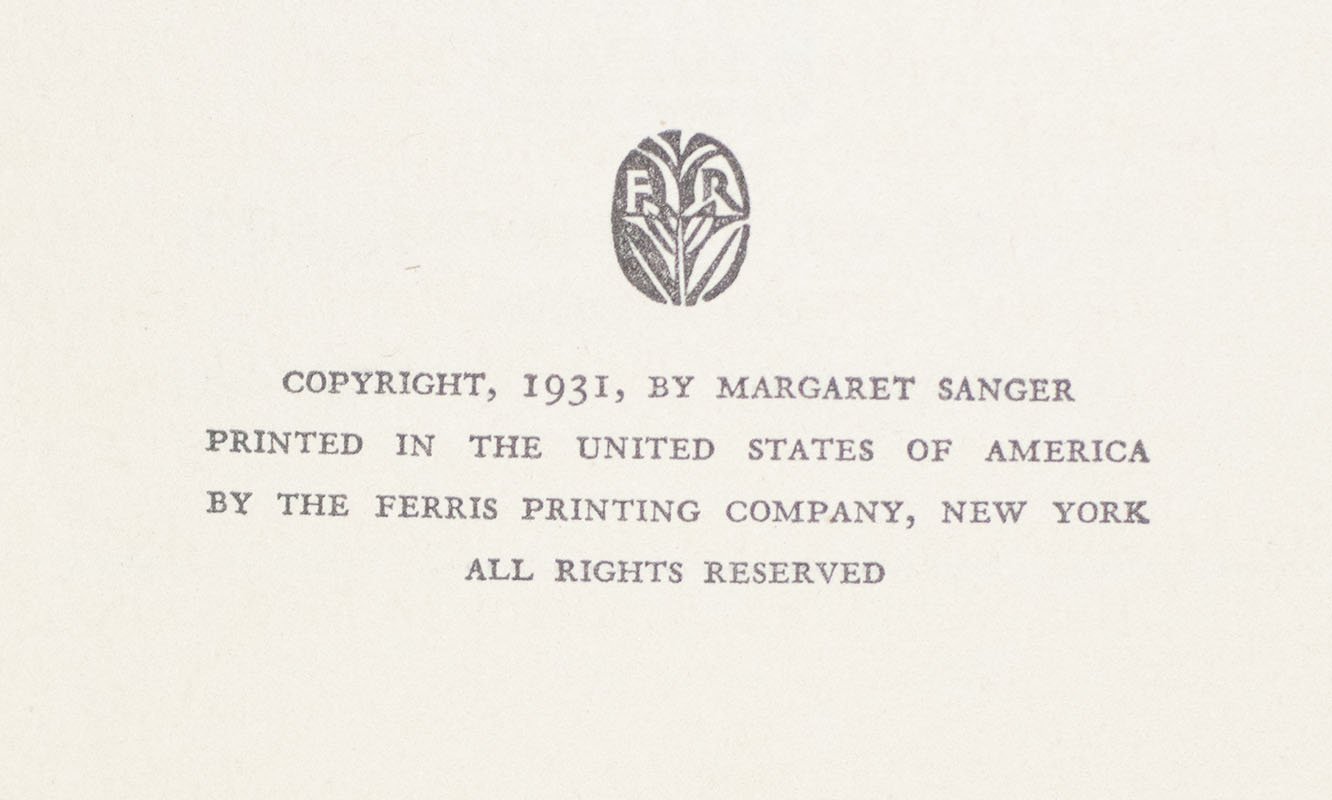 FR
COPYRIGHT, 1931, BY MARGARET SANGER
PRINTED IN THE UNITED STATES OF AMERICA
BY THE FERRIS PRINTING COMPANY, NEW YORK
ALL RIGHTS RESERVED